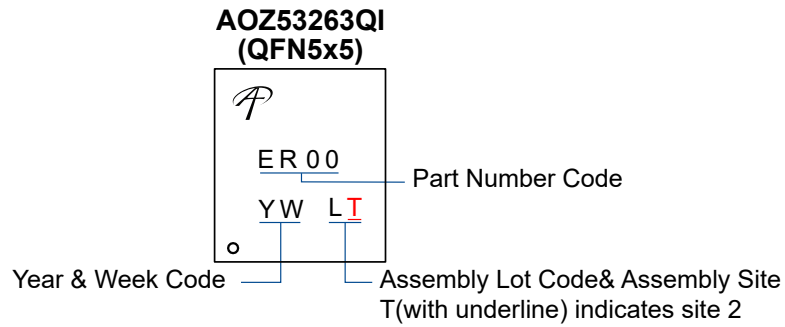 AOZ53263QI
(QFN5x5)
ER00
Part Number Code
YW LT
Year & Week Code
Assembly Lot Code& Assembly Site
T(with underline) indicates site 2